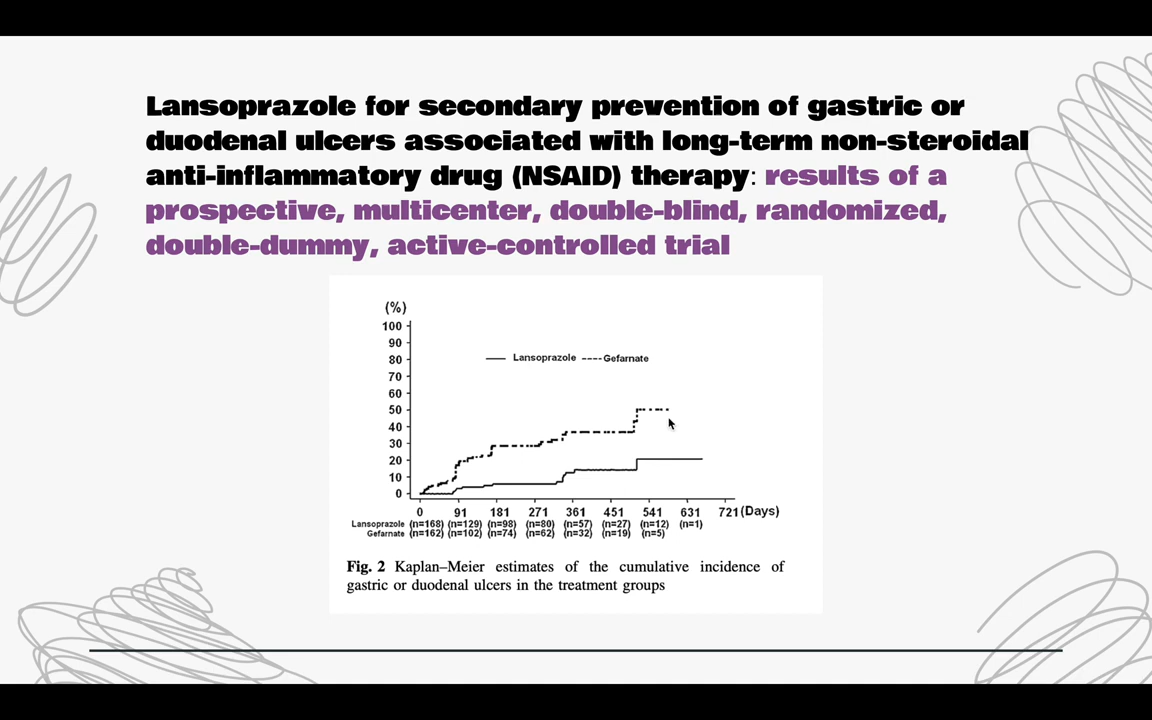 Lansoprazole for secondary prevention of gastric or
duodenal ulcers associated with long-term non-steroidal
anti-inflammatory drug (NSAID) therapy: results of a
prospective, multicenter, double-blind, randomized,
double-dummy, active-controlled trial
(%)
100
90
80
70
60
50
40
30
20
10
0
Lansoprazole Gefarnate
0 91 181 271 361 451 541 631 721 (Days)
Lansoprazole (n=168) (n=129) (n=98) (n=80) (n=57) (n=27) (n=12) (n=1)
Gefarnate (n=162) (n=102) (n=74) (n=62) (n=32) (n=19) (n=5)
Fig. 2 Kaplan–Meier estimates of the cumulative incidence of
gastric or duodenal ulcers in the treatment groups